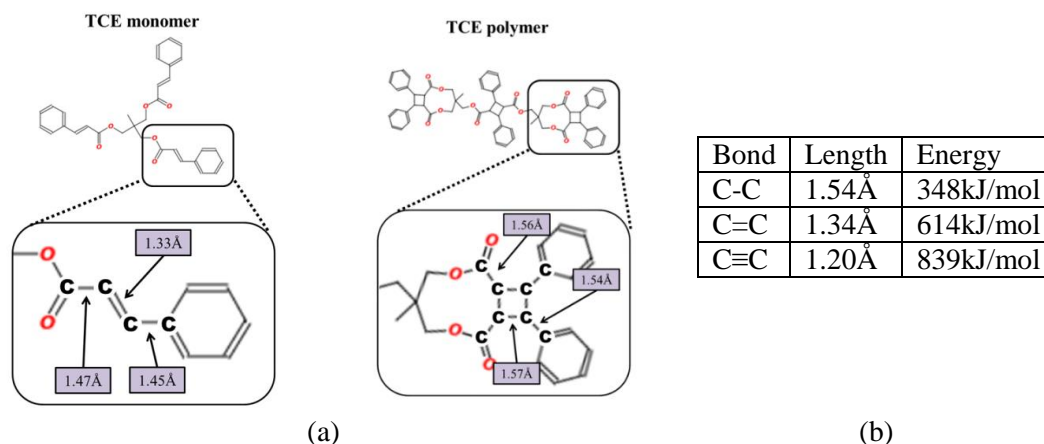 TCE monomer
TCE polymer
O O O O O O
O O O O O O O O O O O O
1.33Å
O
O
C C C C
1.47Å
1.45Å
1.56Å
O
O
C C C
C C C
1.54Å
O
O
C C
1.57Å
Bond Length Energy
C-C 1.54Å 348kJ/mol
C=C 1.34Å 614kJ/mol
C≡C 1.20Å 839kJ/mol
(a)
(b)